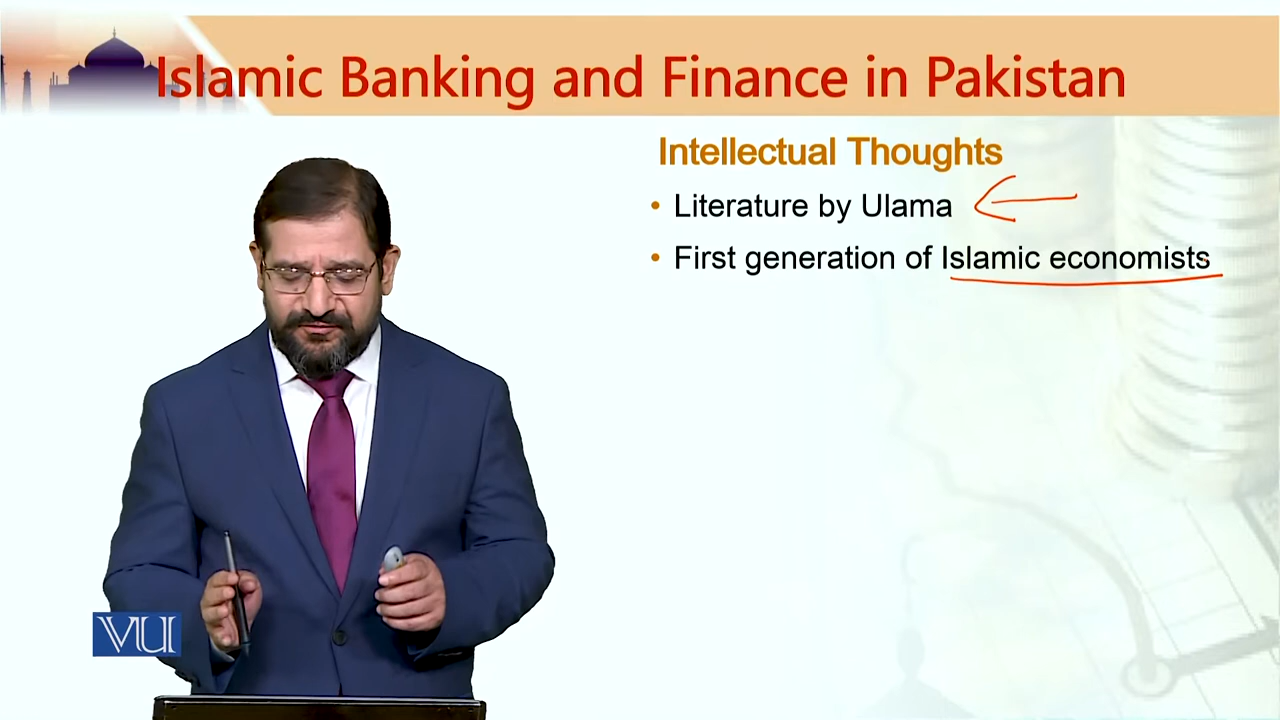 Islamic Banking and Finance in Pakistan
Intellectual Thoughts
• Literature by Ulama
• First generation of Islamic economists
VU